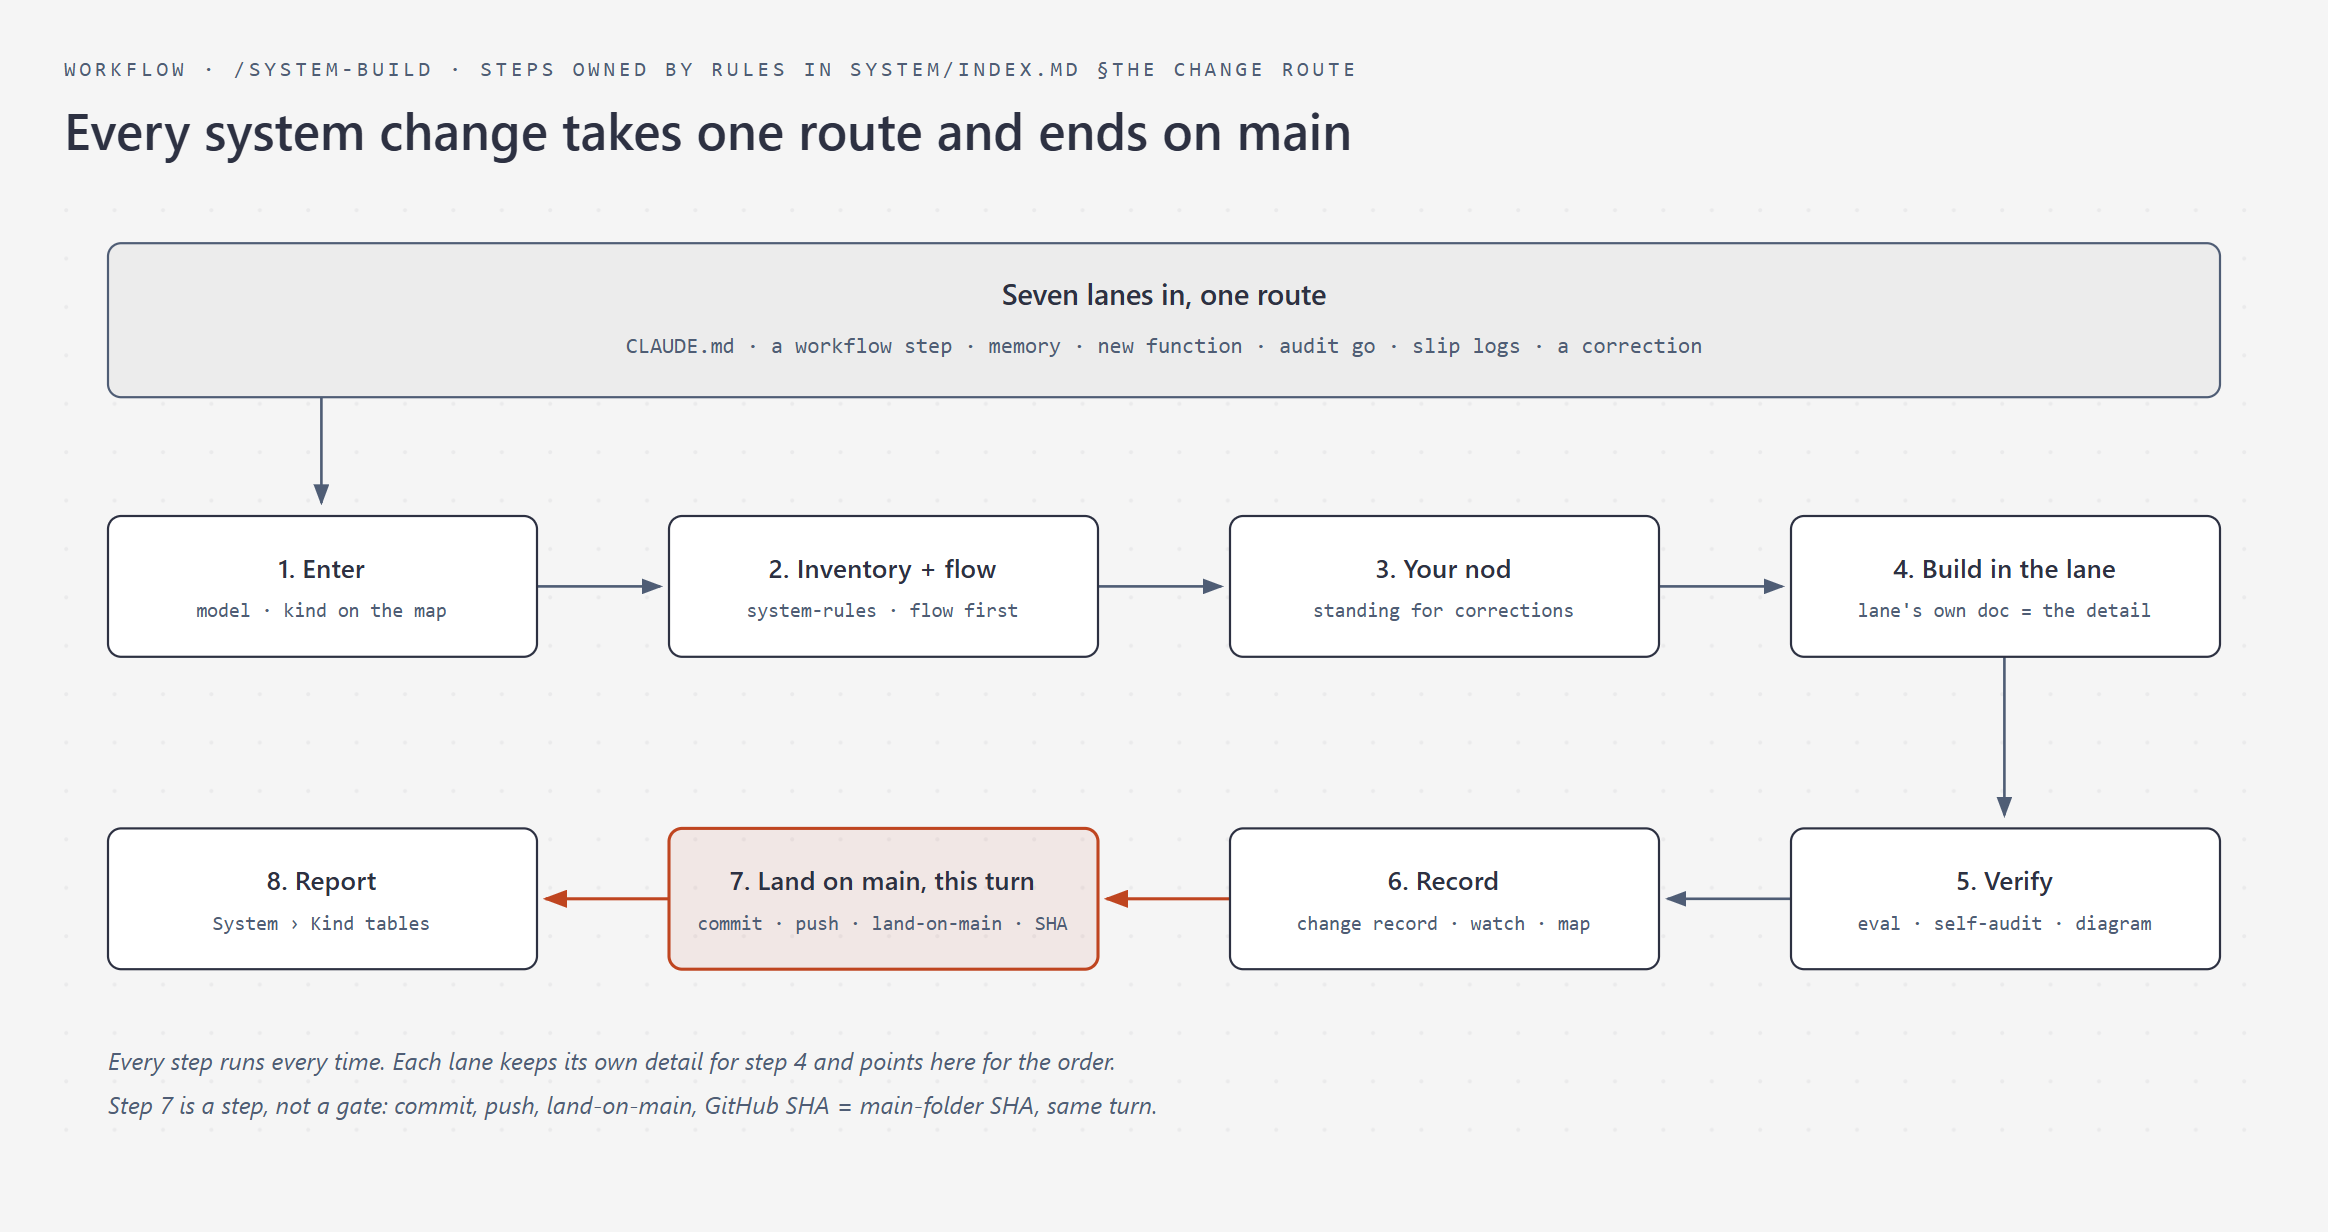 WORKFLOW · /SYSTEM-BUILD · STEPS OWNED BY RULES IN SYSTEM/INDEX.MD §THE CHANGE ROUTE
Every system change takes one route and ends on main
Seven lanes in, one route
CLAUDE.md · a workflow step · memory · new function · audit go · slip logs · a correction
1. Enter
model · kind on the map
2. Inventory + flow
system-rules · flow first
3. Your nod
standing for corrections
4. Build in the lane
lane's own doc = the detail
8. Report
System › Kind tables
7. Land on main, this turn
commit · push · land-on-main · SHA
6. Record
change record · watch · map
5. Verify
eval · self-audit · diagram
Every step runs every time. Each lane keeps its own detail for step 4 and points here for the order.
Step 7 is a step, not a gate: commit, push, land-on-main, GitHub SHA = main-folder SHA, same turn.